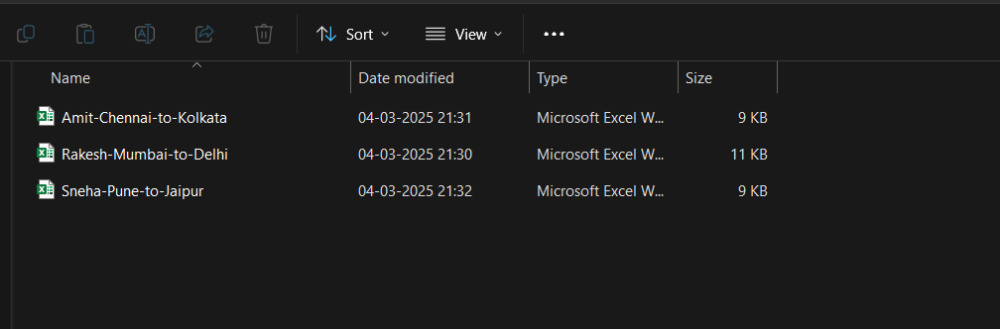 Sort View
Name Date modified Type Size
Amit-Chennai-to-Kolkata 04-03-2025 21:31 Microsoft Excel W... 9 KB
Rakesh-Mumbai-to-Delhi 04-03-2025 21:30 Microsoft Excel W... 11 KB
Sneha-Pune-to-Jaipur 04-03-2025 21:32 Microsoft Excel W... 9 KB